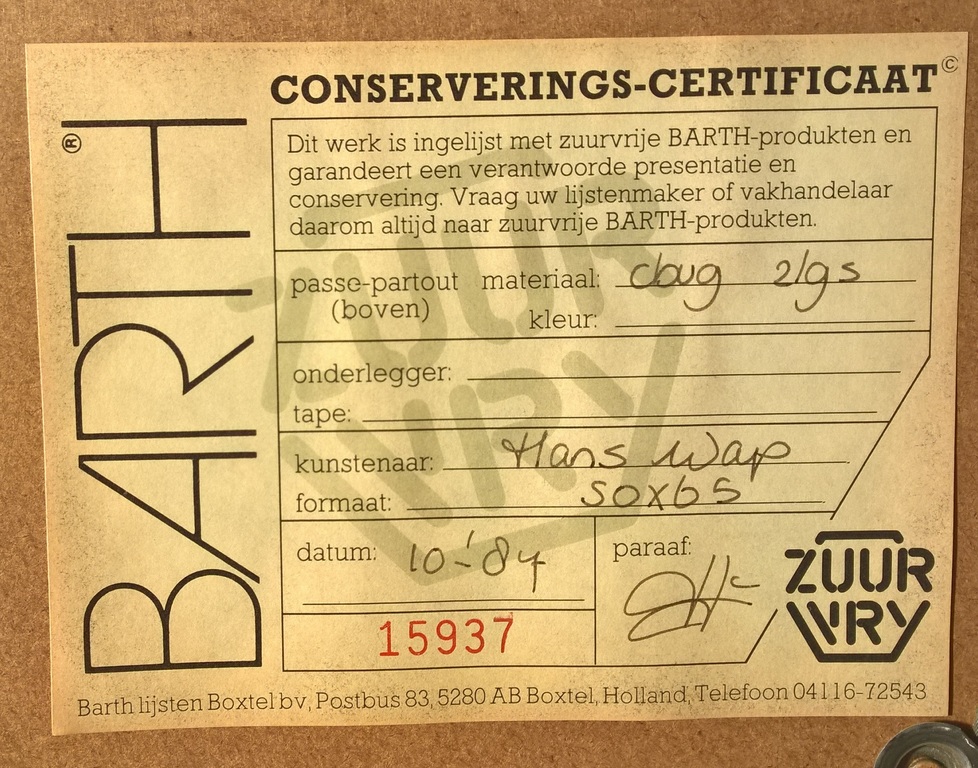 CONSERVERINGS-CERTIFICAAT©
BARTH®
Dit werk is ingelijst met zuurvrije BARTH-produkten en
garandeert een verantwoorde presentatie en
conservering. Vraag uw lijstenmaker of vakhandelaar
daarom altijd naar zuurvrije BARTH-produkten.
passe-partout materiaal: 2/gs
(boven) kleur:
onderlegger:
tape:
kunstenaar: Hans Wap
formaat: 50x65
datum: 10-'84 paraaf:
15937
ZUUR
VRY
ZUUR
VRY
Barth lijsten Boxtel bv, Postbus 83, 5280 AB Boxtel, Holland, Telefoon 04116-72543